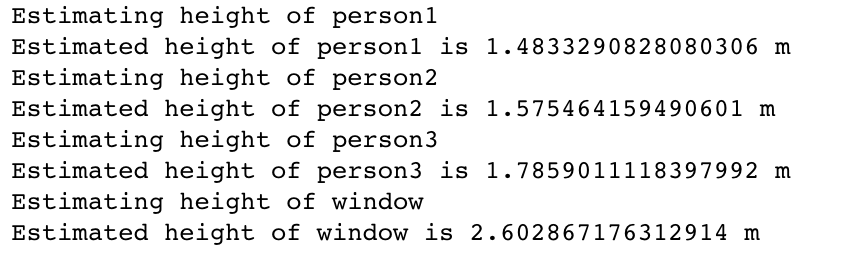 Estimating height of person1
Estimated height of person1 is 1.4833290828080306 m
Estimating height of person2
Estimated height of person2 is 1.575464159490601 m
Estimating height of person3
Estimated height of person3 is 1.7859011118397992 m
Estimating height of window
Estimated height of window is 2.602867176312914 m